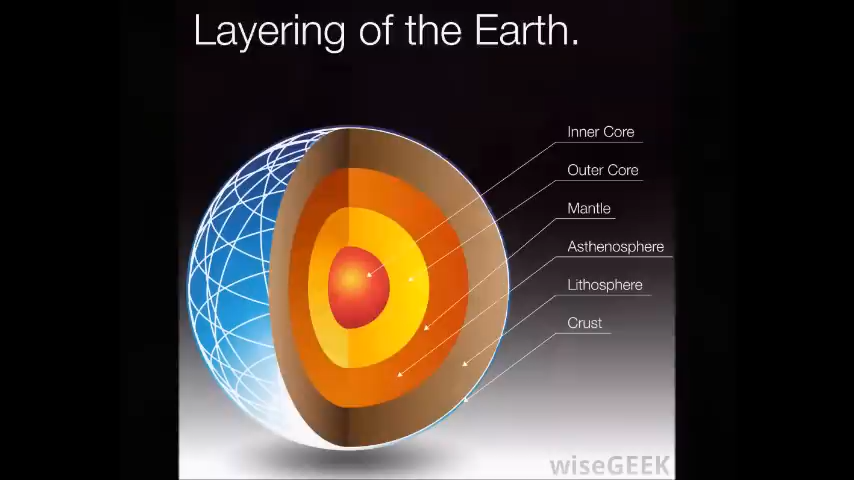 Layering of the Earth.
Inner Core
Outer Core
Mantle
Asthenosphere
Lithosphere
Crust
wiseGEEK